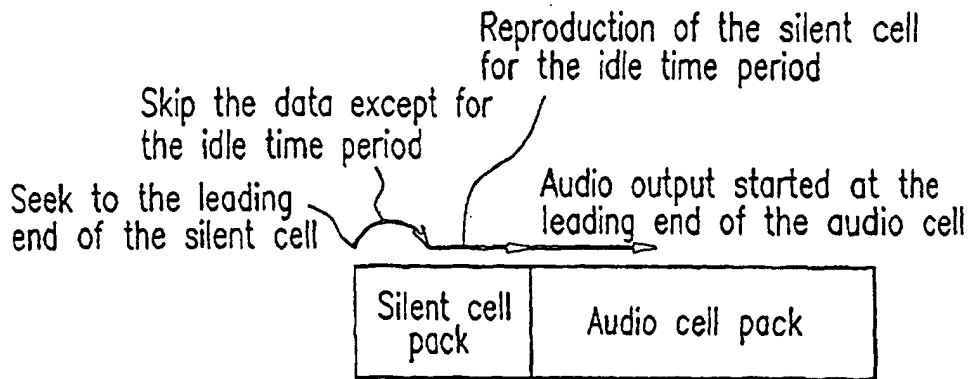 Reproduction of the silent cell
for the idle time period
Skip the data except for
the idle time period
Seek to the leading
end of the silent cell
Audio output started at the
leading end of the audio cell
Silent cell
pack
Audio cell pack